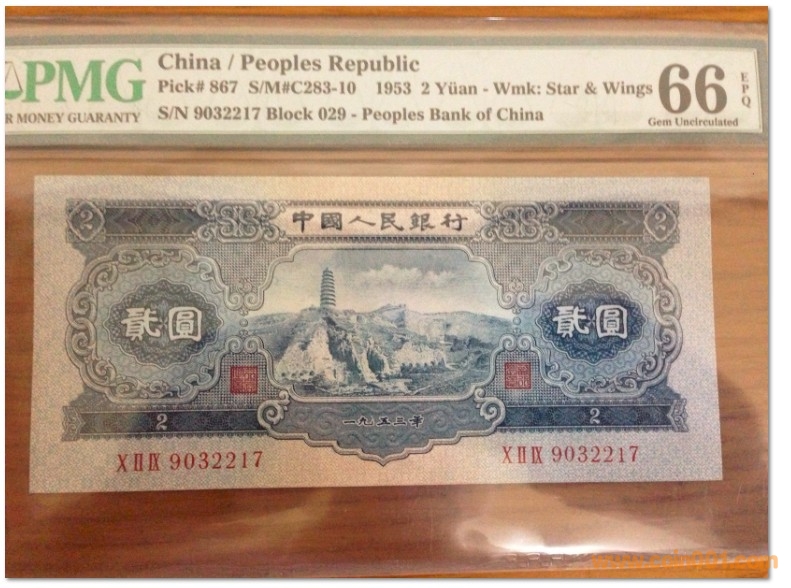 PMG
R MONEY GUARANTY
China / Peoples Republic
Pick# 867 S/M#C283-10 1953 2 Yüan - Wmk: Star & Wings
S/N 9032217 Block 029 - Peoples Bank of China
66 EPQ
Gem Uncirculated
2 中國人民銀行 2
貳圓 貳圓
一九五三年
2 2
X II IX 9032217 X II IX 9032217